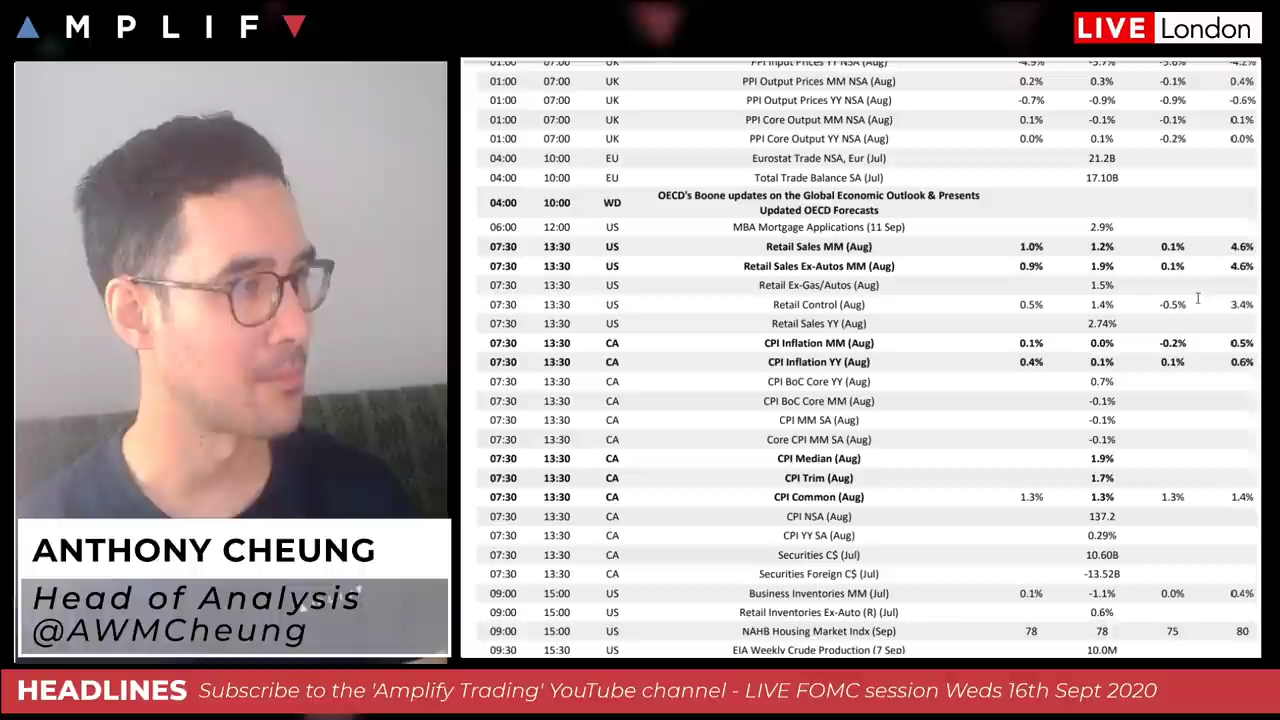 AMPLIFY
LIVE London
01:00 07:00 UK PPI Input Prices YY NSA (Aug)
01:00 07:00 UK PPI Output Prices MM NSA (Aug) 0.2% 0.3% -0.1% 0.4%
01:00 07:00 UK PPI Output Prices YY NSA (Aug) -0.7% -0.9% -0.9% -0.6%
01:00 07:00 UK PPI Core Output MM NSA (Aug) 0.1% -0.1% -0.1% 0.1%
01:00 07:00 UK PPI Core Output YY NSA (Aug) 0.0% 0.1% -0.2% 0.0%
04:00 10:00 EU Eurostat Trade NSA, Eur (Jul) 21.2B
04:00 10:00 EU Total Trade Balance SA (Jul) 17.10B
04:00 10:00 WD OECD's Boone updates on the Global Economic Outlook & Presents
Updated OECD Forecasts
06:00 12:00 US MBA Mortgage Applications (11 Sep) 2.9%
07:30 13:30 US Retail Sales MM (Aug) 1.0% 1.2% 0.1% 4.6%
07:30 13:30 US Retail Sales Ex-Autos MM (Aug) 0.9% 1.9% 0.1% 4.6%
07:30 13:30 US Retail Ex-Gas/Autos (Aug) 1.5%
07:30 13:30 US Retail Control (Aug) 0.5% 1.4% -0.5% 3.4%
07:30 13:30 US Retail Sales YY (Aug) 2.74%
07:30 13:30 CA CPI Inflation MM (Aug) 0.1% 0.0% -0.2% 0.5%
07:30 13:30 CA CPI Inflation YY (Aug) 0.4% 0.1% 0.1% 0.6%
07:30 13:30 CA CPI BoC Core YY (Aug) 0.7%
07:30 13:30 CA CPI BoC Core MM (Aug) -0.1%
07:30 13:30 CA CPI MM SA (Aug) -0.1%
07:30 13:30 CA Core CPI MM SA (Aug) -0.1%
07:30 13:30 CA CPI Median (Aug) 1.9%
07:30 13:30 CA CPI Trim (Aug) 1.7%
07:30 13:30 CA CPI Common (Aug) 1.3% 1.3% 1.3% 1.4%
07:30 13:30 CA CPI NSA (Aug) 137.2
07:30 13:30 CA CPI YY SA (Aug) 0.29%
07:30 13:30 CA Securities C$ (Jul) 10.60B
07:30 13:30 CA Securities Foreign C$ (Jul) -13.52B
09:00 15:00 US Business Inventories MM (Jul) 0.1% -1.1% 0.0% 0.4%
09:00 15:00 US Retail Inventories Ex-Auto (R) (Jul) 0.6%
09:00 15:00 US NAHB Housing Market Indx (Sep) 78 78 75 80
09:30 15:30 US EIA Weekly Crude Production (7 Sep) 10.0M
ANTHONY CHEUNG
Head of Analysis
@AWMCheung
HEADLINES Subscribe to the 'Amplify Trading' YouTube channel - LIVE FOMC session Weds 16th Sept 2020